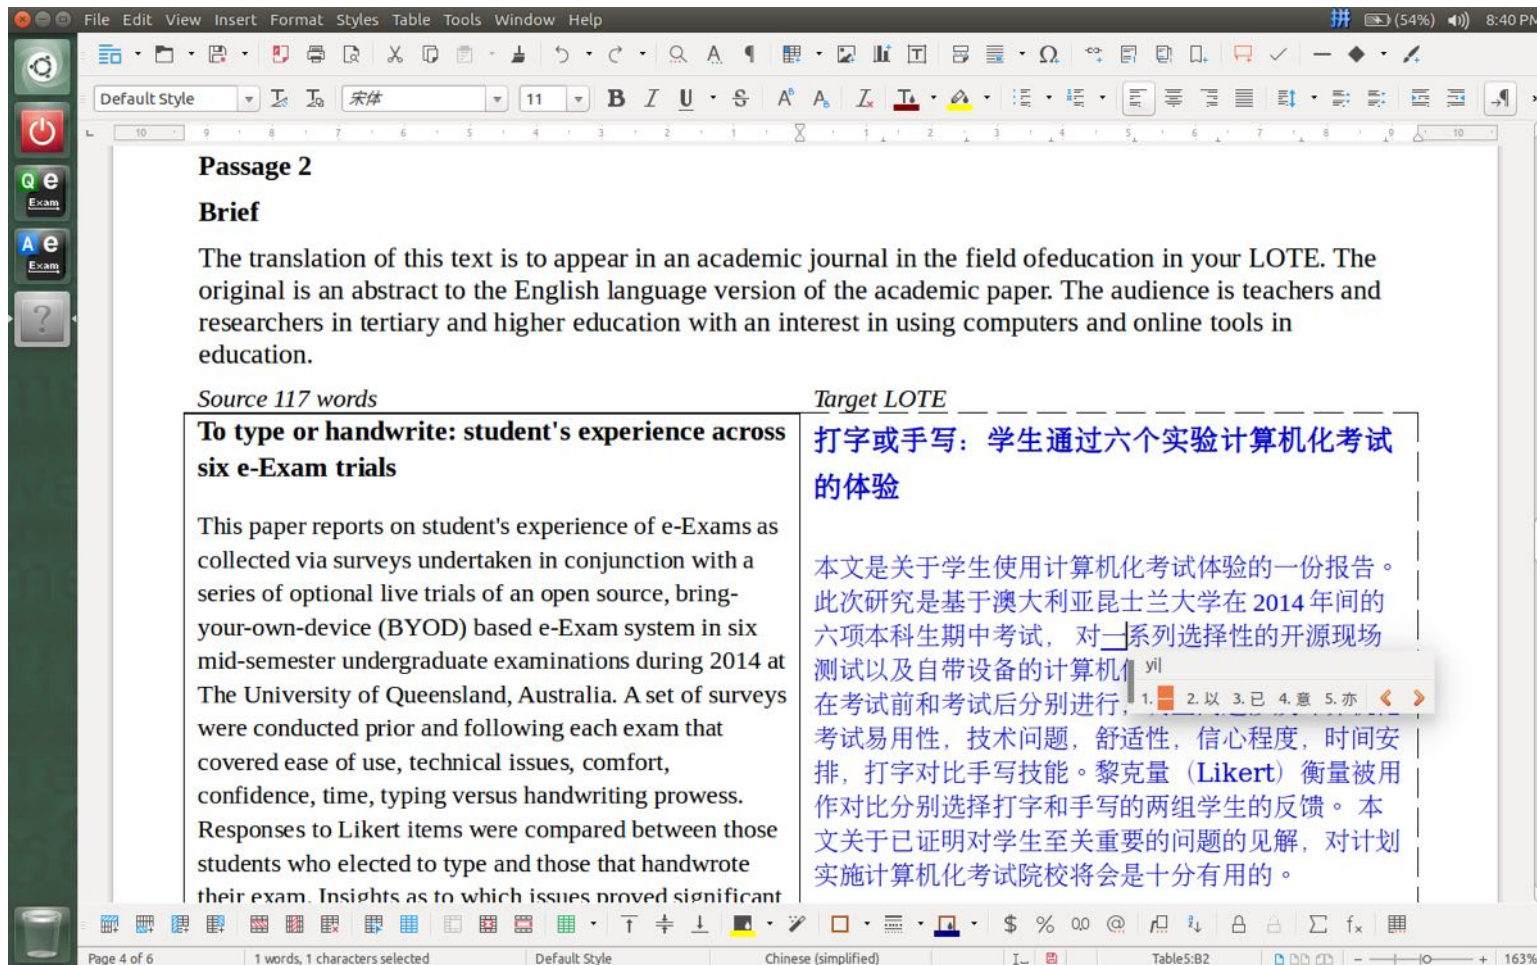 File Edit View Insert Format Styles Table Tools Window Help
拼 (54%) 8:40 PM
Default Style 宋体 11
Q e
Exam
A e
Exam
Passage 2
Brief
The translation of this text is to appear in an academic journal in the field ofeducation in your LOTE. The
original is an abstract to the English language version of the academic paper. The audience is teachers and
researchers in tertiary and higher education with an interest in using computers and online tools in
education.
Source 117 words
To type or handwrite: student's experience across
six e-Exam trials
This paper reports on student's experience of e-Exams as
collected via surveys undertaken in conjunction with a
series of optional live trials of an open source, bring-
your-own-device (BYOD) based e-Exam system in six
mid-semester undergraduate examinations during 2014 at
The University of Queensland, Australia. A set of surveys
were conducted prior and following each exam that
covered ease of use, technical issues, comfort,
confidence, time, typing versus handwriting prowess.
Responses to Likert items were compared between those
students who elected to type and those that handwrote
their exam. Insights as to which issues proved significant
Target LOTE
打字或手写：学生通过六个实验计算机化考试
的体验
本文是关于学生使用计算机化考试体验的一份报告。
此次研究是基于澳大利亚昆士兰大学在 2014 年间的
六项本科生期中考试， 对一系列选择性的开源现场
测试以及自带设备的计算机
在考试前和考试后分别进行，
考试易用性，技术问题，舒适性，信心程度，时间安
排，打字对比手写技能。黎克量（Likert）衡量被用
作对比分别选择打字和手写的两组学生的反馈。 本
文关于已证明对学生至关重要的问题的见解，对计划
实施计算机化考试院校将会是十分有用的。
yi
1. 一 2. 以 3. 已 4. 意 5. 亦
Page 4 of 6 1 words, 1 characters selected Default Style Chinese (simplified) Table5:B2 163%